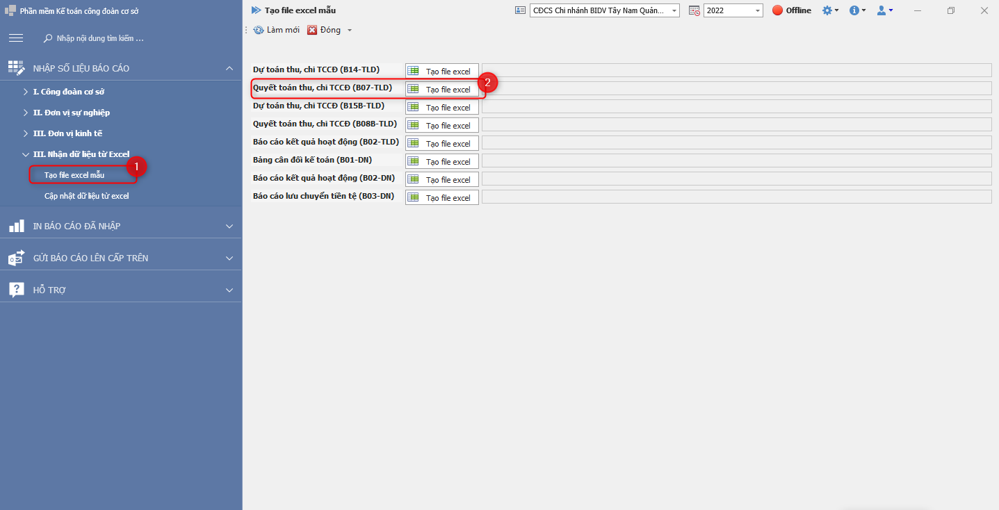 Phần mềm Kế toán công đoàn cơ sở
Nhập nội dung tìm kiếm ...
NHẬP SỐ LIỆU BÁO CÁO
I. Công đoàn cơ sở
II. Đơn vị sự nghiệp
III. Đơn vị kinh tế
III. Nhận dữ liệu từ Excel
1
Tạo file excel mẫu
Cập nhật dữ liệu từ excel
IN BÁO CÁO ĐÃ NHẬP
GỬI BÁO CÁO LÊN CẤP TRÊN
HỖ TRỢ
Tạo file excel mẫu
CĐCS Chi nhánh BIDV Tây Nam Quản...
2022
Offline
Làm mới
Đóng
Dự toán thu, chi TCCĐ (B14-TLD) Tạo file excel
Quyết toán thu, chi TCCĐ (B07-TLD) Tạo file excel 2
Dự toán thu, chi TCCĐ (B15B-TLD) Tạo file excel
Quyết toán thu, chi TCCĐ (B08B-TLD) Tạo file excel
Báo cáo kết quả hoạt động (B02-TLD) Tạo file excel
Bảng cân đối kế toán (B01-DN) Tạo file excel
Báo cáo kết quả hoạt động (B02-DN) Tạo file excel
Báo cáo lưu chuyển tiền tệ (B03-DN) Tạo file excel